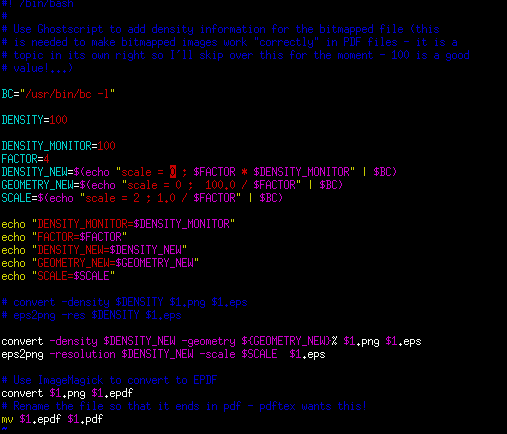 #! /bin/bash
#
# Use Ghostscript to add density information for the bitmapped file (this
# is needed to make bitmapped images work "correctly" in PDF files - it is a
# topic in its own right so I'll skip over this for the moment - 100 is a good
# value!...)
BC="/usr/bin/bc -l"
DENSITY=100
DENSITY_MONITOR=100
FACTOR=4
DENSITY_NEW=$(echo "scale = 0 ; $FACTOR * $DENSITY_MONITOR" | $BC)
GEOMETRY_NEW=$(echo "scale = 0 ;  100.0 / $FACTOR" | $BC)
SCALE=$(echo "scale = 2 ; 1.0 / $FACTOR" | $BC)
echo "DENSITY_MONITOR=$DENSITY_MONITOR"
echo "FACTOR=$FACTOR"
echo "DENSITY_NEW=$DENSITY_NEW"
echo "GEOMETRY_NEW=$GEOMETRY_NEW"
echo "SCALE=$SCALE"
# convert -density $DENSITY $1.png $1.eps
# eps2png -res $DENSITY $1.eps
convert -density $DENSITY_NEW -geometry ${GEOMETRY_NEW}% $1.png $1.eps
eps2png -resolution $DENSITY_NEW -scale $SCALE  $1.eps
# Use ImageMagick to convert to EPDF
convert $1.png $1.epdf
# Rename the file so that it ends in pdf - pdftex wants this!
mv $1.epdf $1.pdf